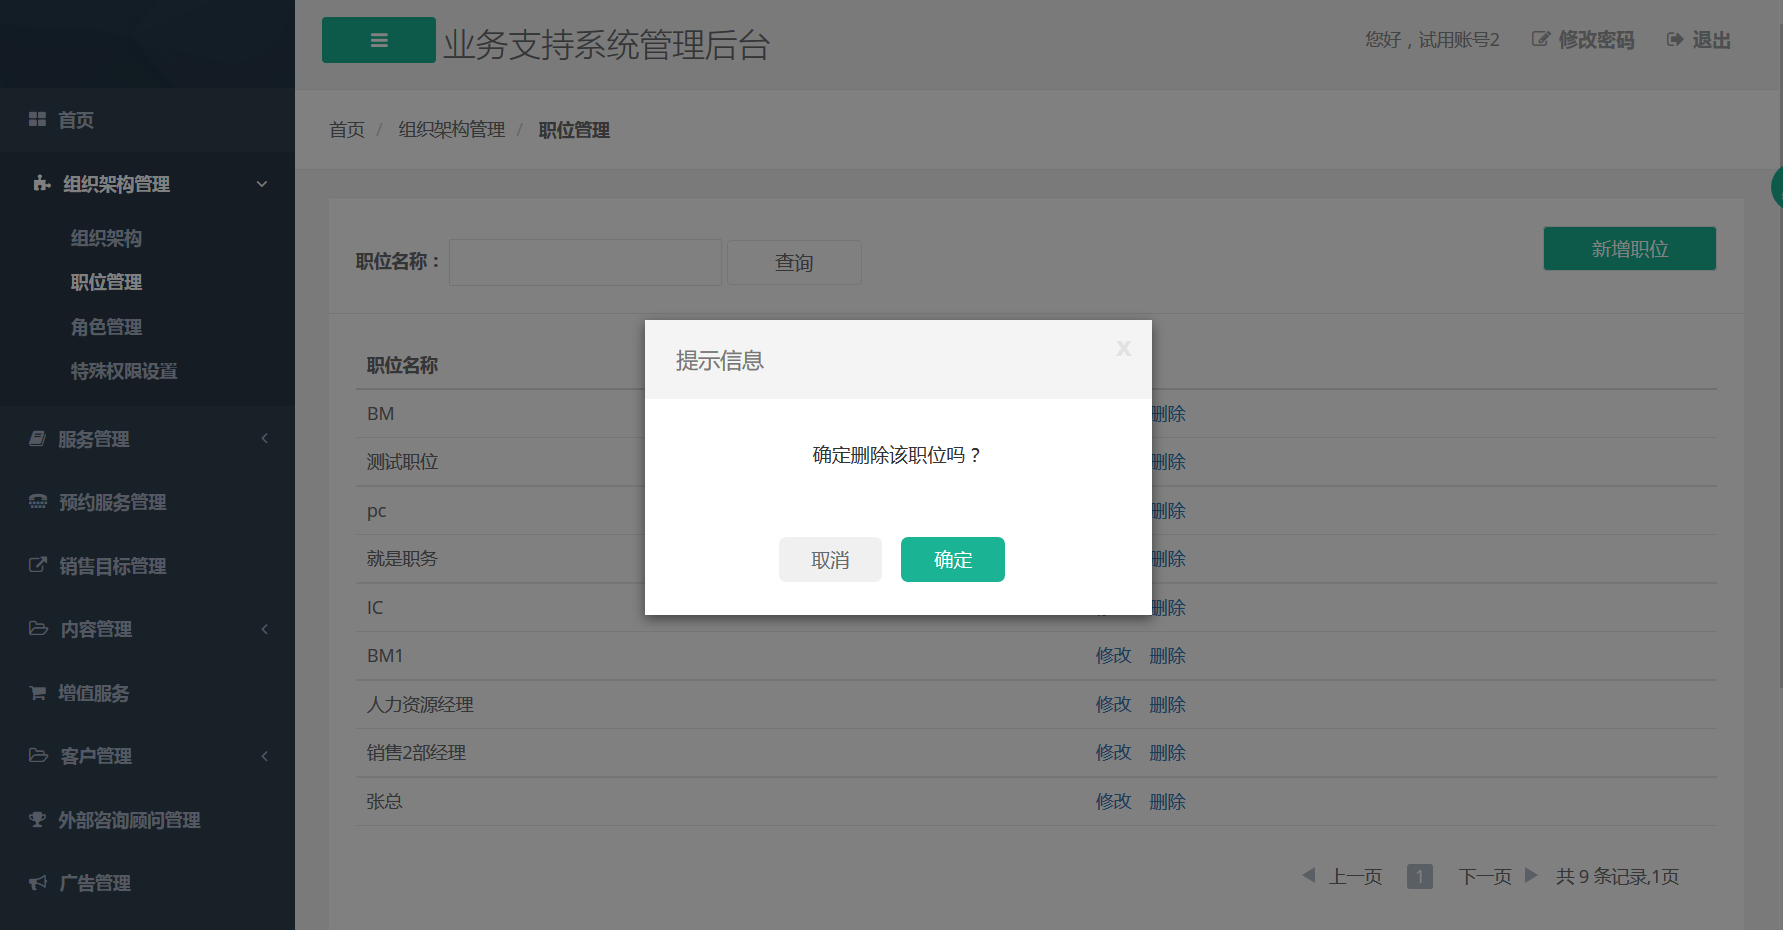 业务支持系统管理后台
您好，试用账号2 修改密码 退出
首页
组织架构管理
组织架构
职位管理
角色管理
特殊权限设置
服务管理
预约服务管理
销售目标管理
内容管理
增值服务
客户管理
外部咨询顾问管理
广告管理
首页 / 组织架构管理 / 职位管理
职位名称： 查询 新增职位
职位名称
BM 删除
测试职位 删除
pc 删除
就是职务 删除
IC 删除
BM1 修改 删除
人力资源经理 修改 删除
销售2部经理 修改 删除
张总 修改 删除
上一页 1 下一页 共 9 条记录,1页
提示信息 x
确定删除该职位吗？
取消 确定